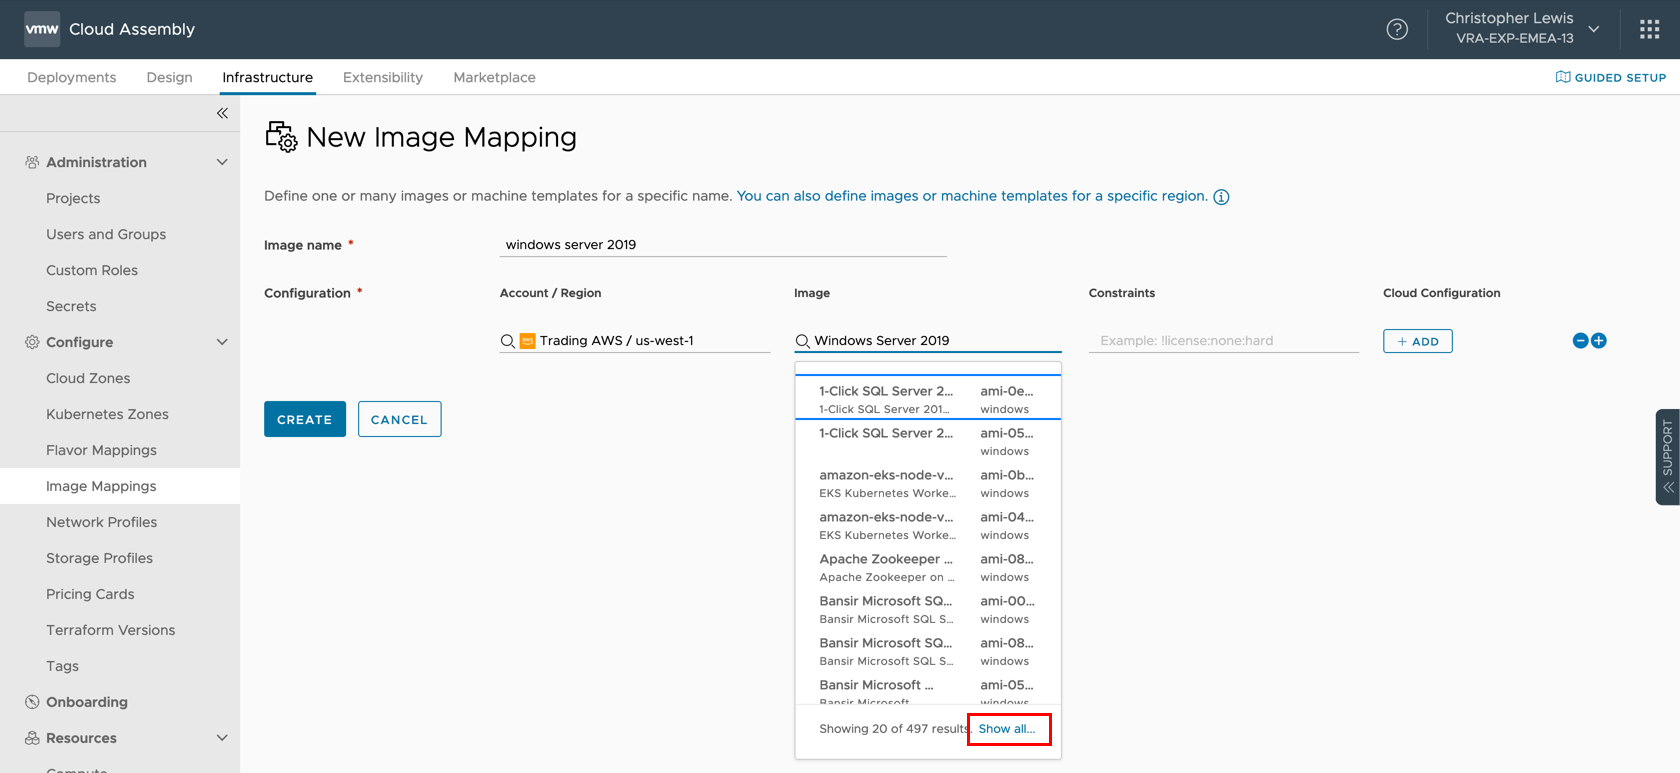 vmw Cloud Assembly
?
Christopher Lewis
VRA-EXP-EMEA-13
Deployments Design Infrastructure Extensibility Marketplace
GUIDED SETUP
Administration
Projects
Users and Groups
Custom Roles
Secrets
Configure
Cloud Zones
Kubernetes Zones
Flavor Mappings
Image Mappings
Network Profiles
Storage Profiles
Pricing Cards
Terraform Versions
Tags
Onboarding
Resources
Compute
New Image Mapping
Define one or many images or machine templates for a specific name. You can also define images or machine templates for a specific region.
Image name * windows server 2019
Configuration * Account / Region Image Constraints Cloud Configuration
aws Trading AWS / us-west-1 Windows Server 2019 Example: !license:none:hard + ADD
1-Click SQL Server 2... ami-0e...
1-Click SQL Server 201... windows
1-Click SQL Server 2... ami-05...
windows
amazon-eks-node-v... ami-0b...
EKS Kubernetes Worke... windows
amazon-eks-node-v... ami-04...
EKS Kubernetes Worke... windows
Apache Zookeeper ... ami-08...
Apache Zookeeper on ... windows
Bansir Microsoft SQ... ami-00...
Bansir Microsoft SQL S... windows
Bansir Microsoft SQ... ami-08...
Bansir Microsoft SQL S... windows
Bansir Microsoft ... ami-05...
Bansir Microsoft windows
Showing 20 of 497 results. Show all...
CREATE CANCEL
SUPPORT